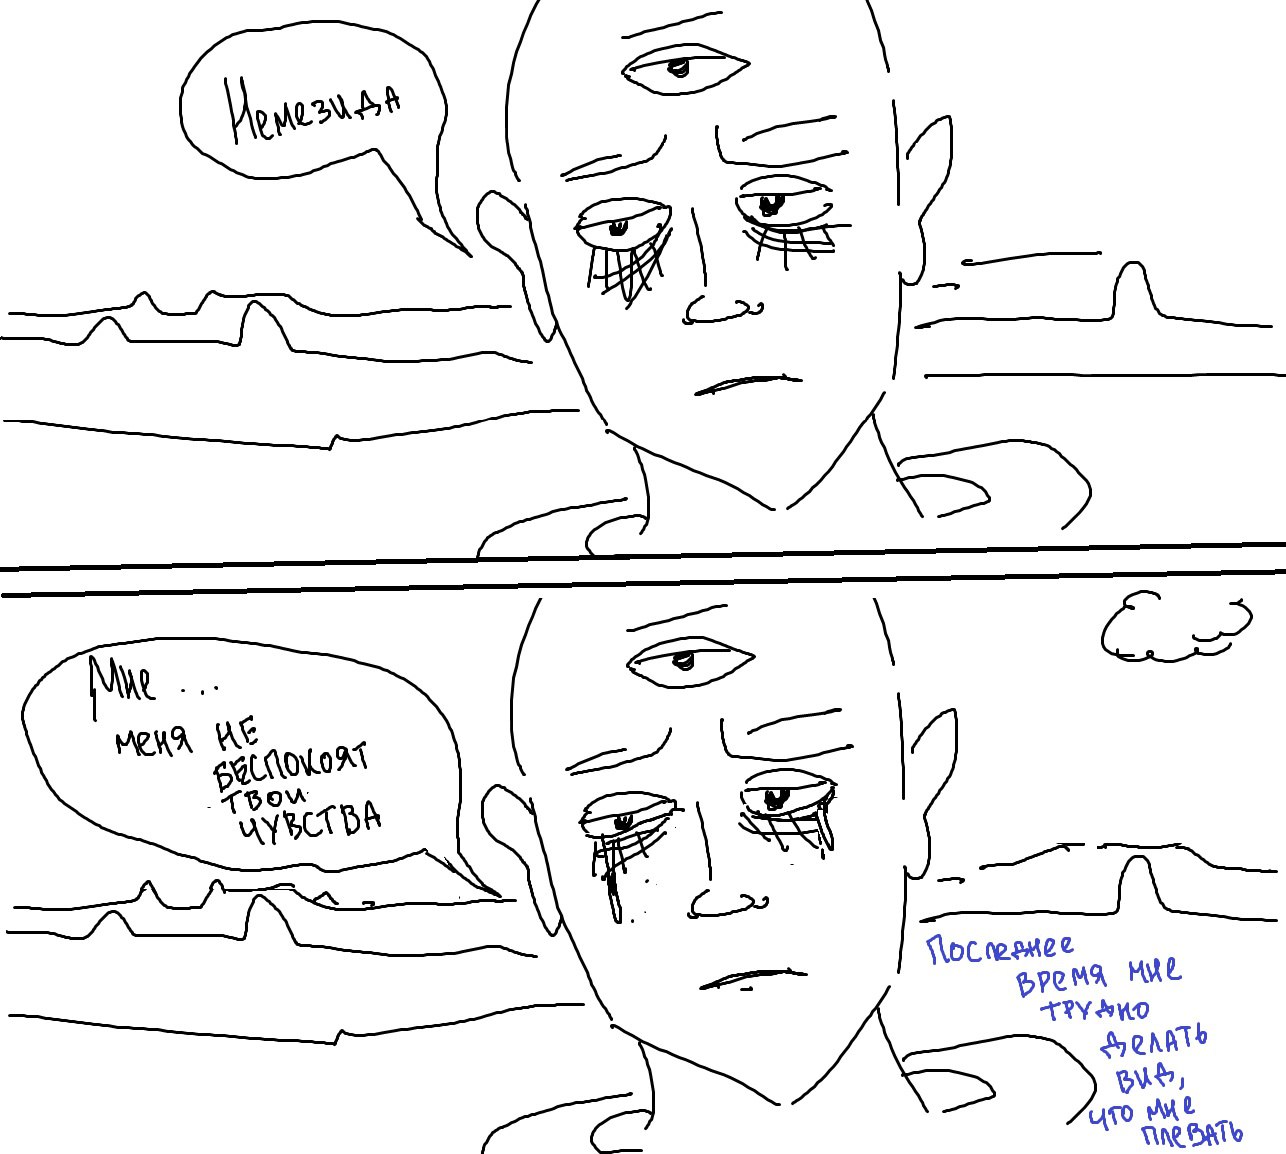 Немезида
Мне ...
меня НЕ
БЕСПОКОЯТ
ТВОИ
ЧУВСТВА
Последнее
время мне
трудно
делать
вид,
что мне
плевать